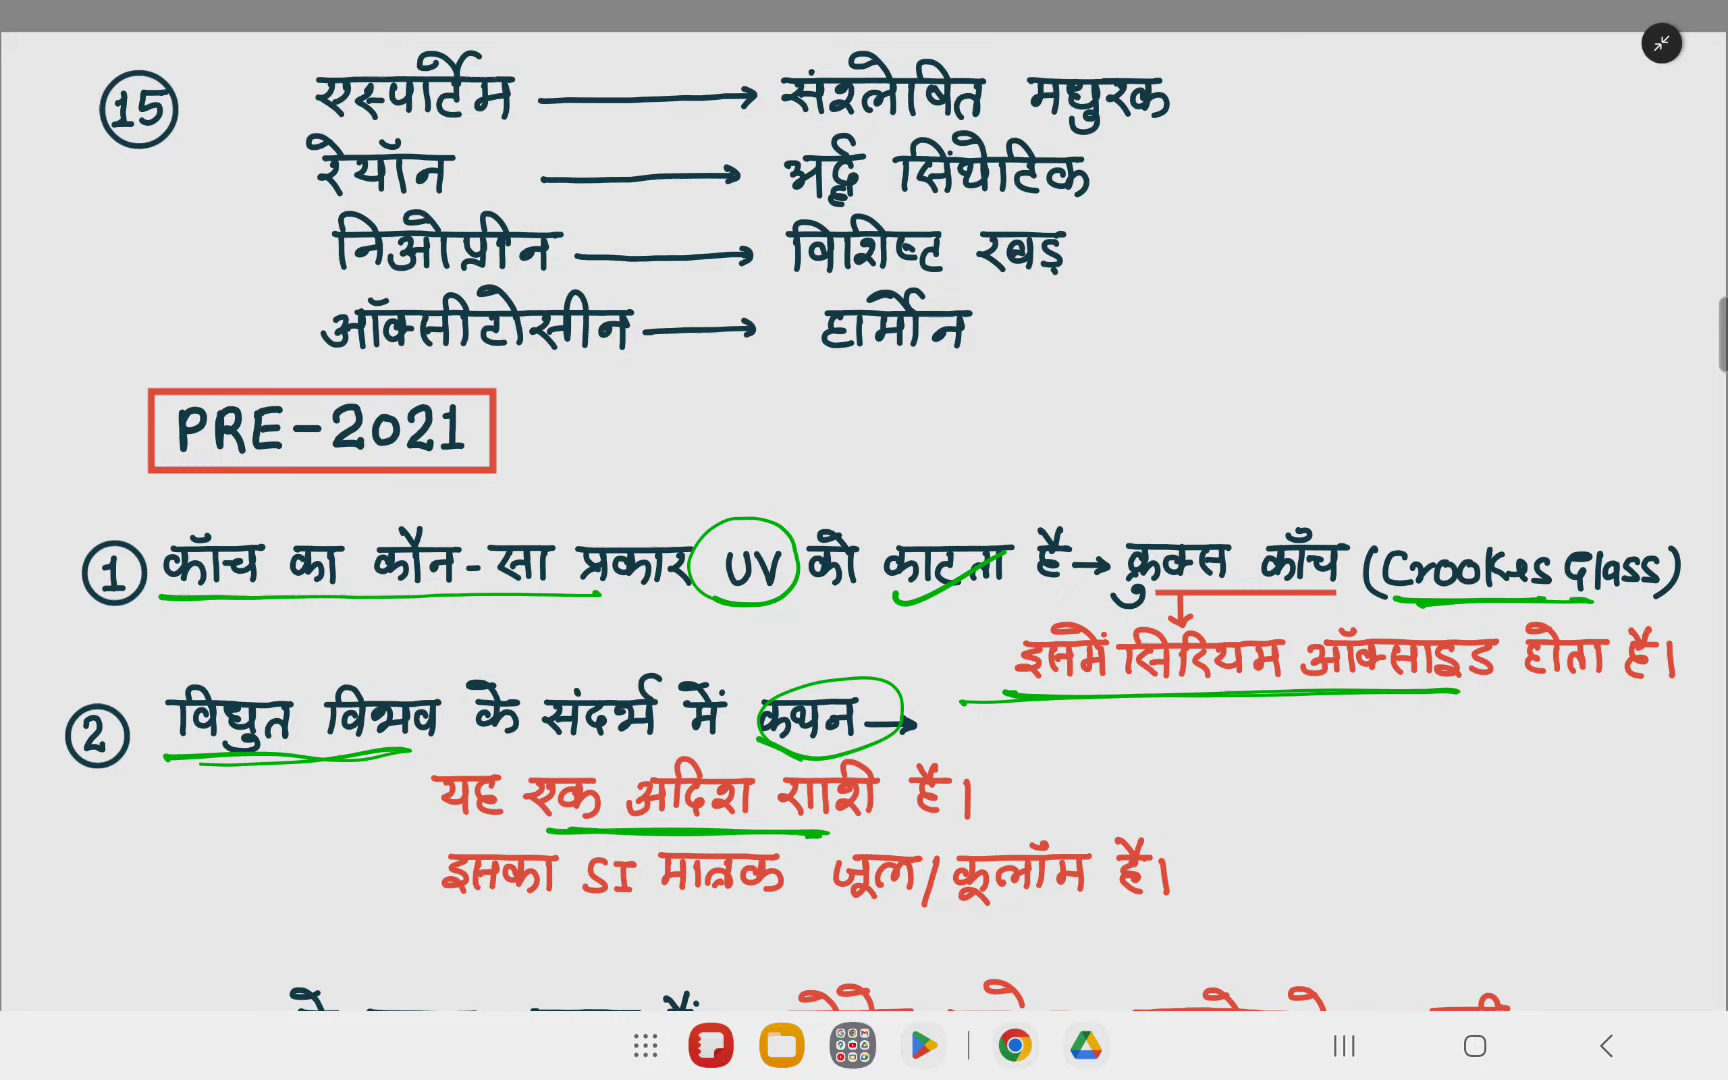 15 एस्पार्टेम → संश्लेषित मधुरक
रेयॉन → अर्द्ध सिंथेटिक
निओप्रीन → विशिष्ट रबड़
ऑक्सीटोसीन → हार्मोन
PRE-2021
1 कॉच का कौन-सा प्रकार UV को काटता है → क्रुक्स काँच (Crookes Glass)
इसमें सिरियम ऑक्साइड होता है।
2 विद्युत विभव के संदर्भ में कथन →
यह एक अदिश राशी है।
इसका SI मात्रक जूल/कूलॉम है।